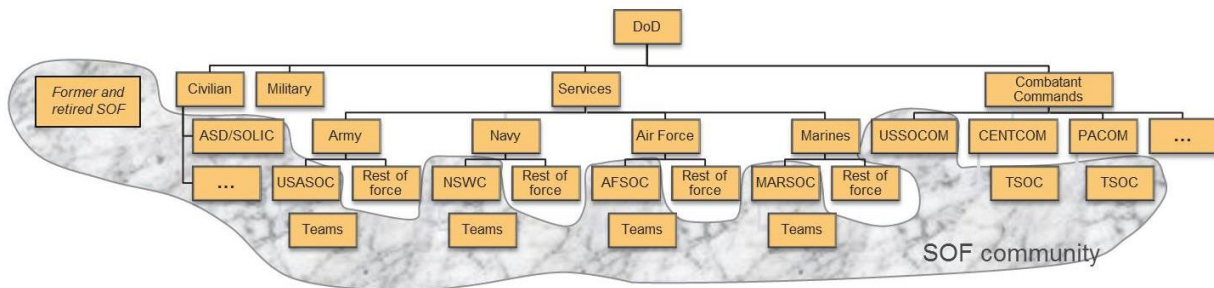 DoD
Former and
retired SOF
Civilian
Military
Services
Combatant
Commands
ASD/SOLIC
Army
Navy
Air Force
Marines
USSOCOM
CENTCOM
PACOM
...
...
USASOC
Rest of
force
NSWC
Rest of
force
AFSOC
Rest of
force
MARSOC
Rest of
force
TSOC
TSOC
Teams
Teams
Teams
Teams
SOF community